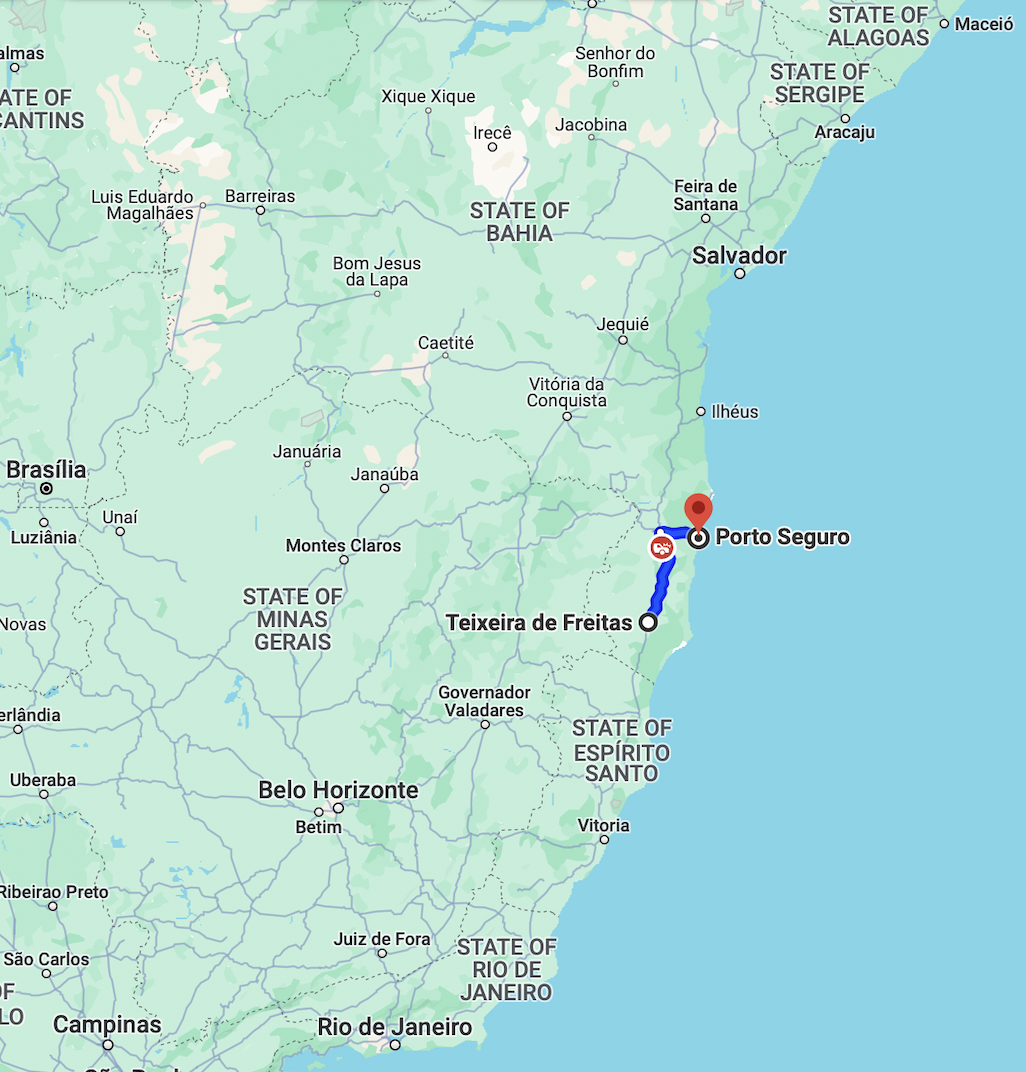 STATE OF
ALAGOAS
Maceió
almas
Senhor do
Bonfim
STATE OF
SERGIPE
ATE OF
CANTINS
Xique Xique
Irecê
Jacobina
Aracaju
Luis Eduardo
Magalhães
Barreiras
Feira de
Santana
STATE OF
BAHIA
Salvador
Bom Jesus
da Lapa
Jequié
Caetité
Vitória da
Conquista
Ilhéus
Januária
Janaúba
Brasília
Unaí
Luziânia
Montes Claros
Porto Seguro
STATE OF
MINAS
GERAIS
Novas
Teixeira de Freitas
Governador
Valadares
erlândia
STATE OF
ESPÍRITO
SANTO
Uberaba
Belo Horizonte
Betim
Vitoria
Ribeirao Preto
Juiz de Fora
STATE OF
RIO DE
JANEIRO
São Carlos
OF
LO
Campinas
Rio de Janeiro